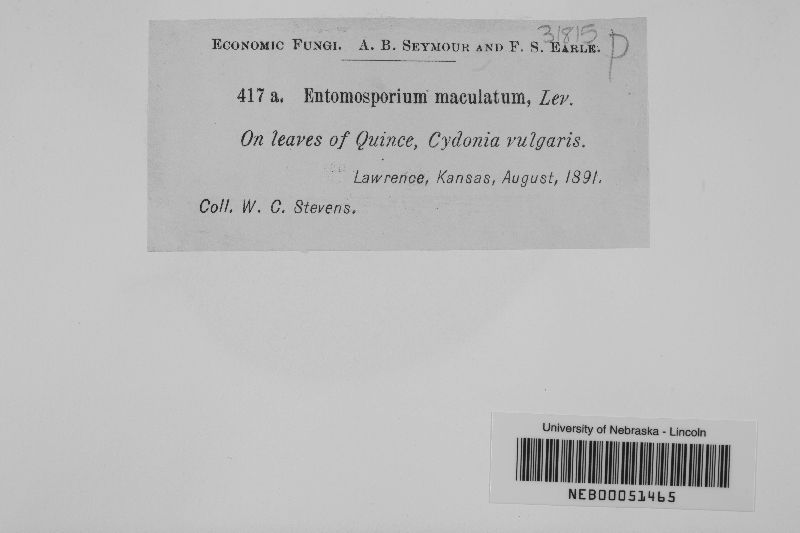 31815 p
Economic Fungi. A. B. Seymour and F. S. Earle.
417 a. Entomosporium maculatum, Lev.
On leaves of Quince, Cydonia vulgaris.
Lawrence, Kansas, August, 1891.
Coll. W. C. Stevens.
University of Nebraska - Lincoln
NEB00051465